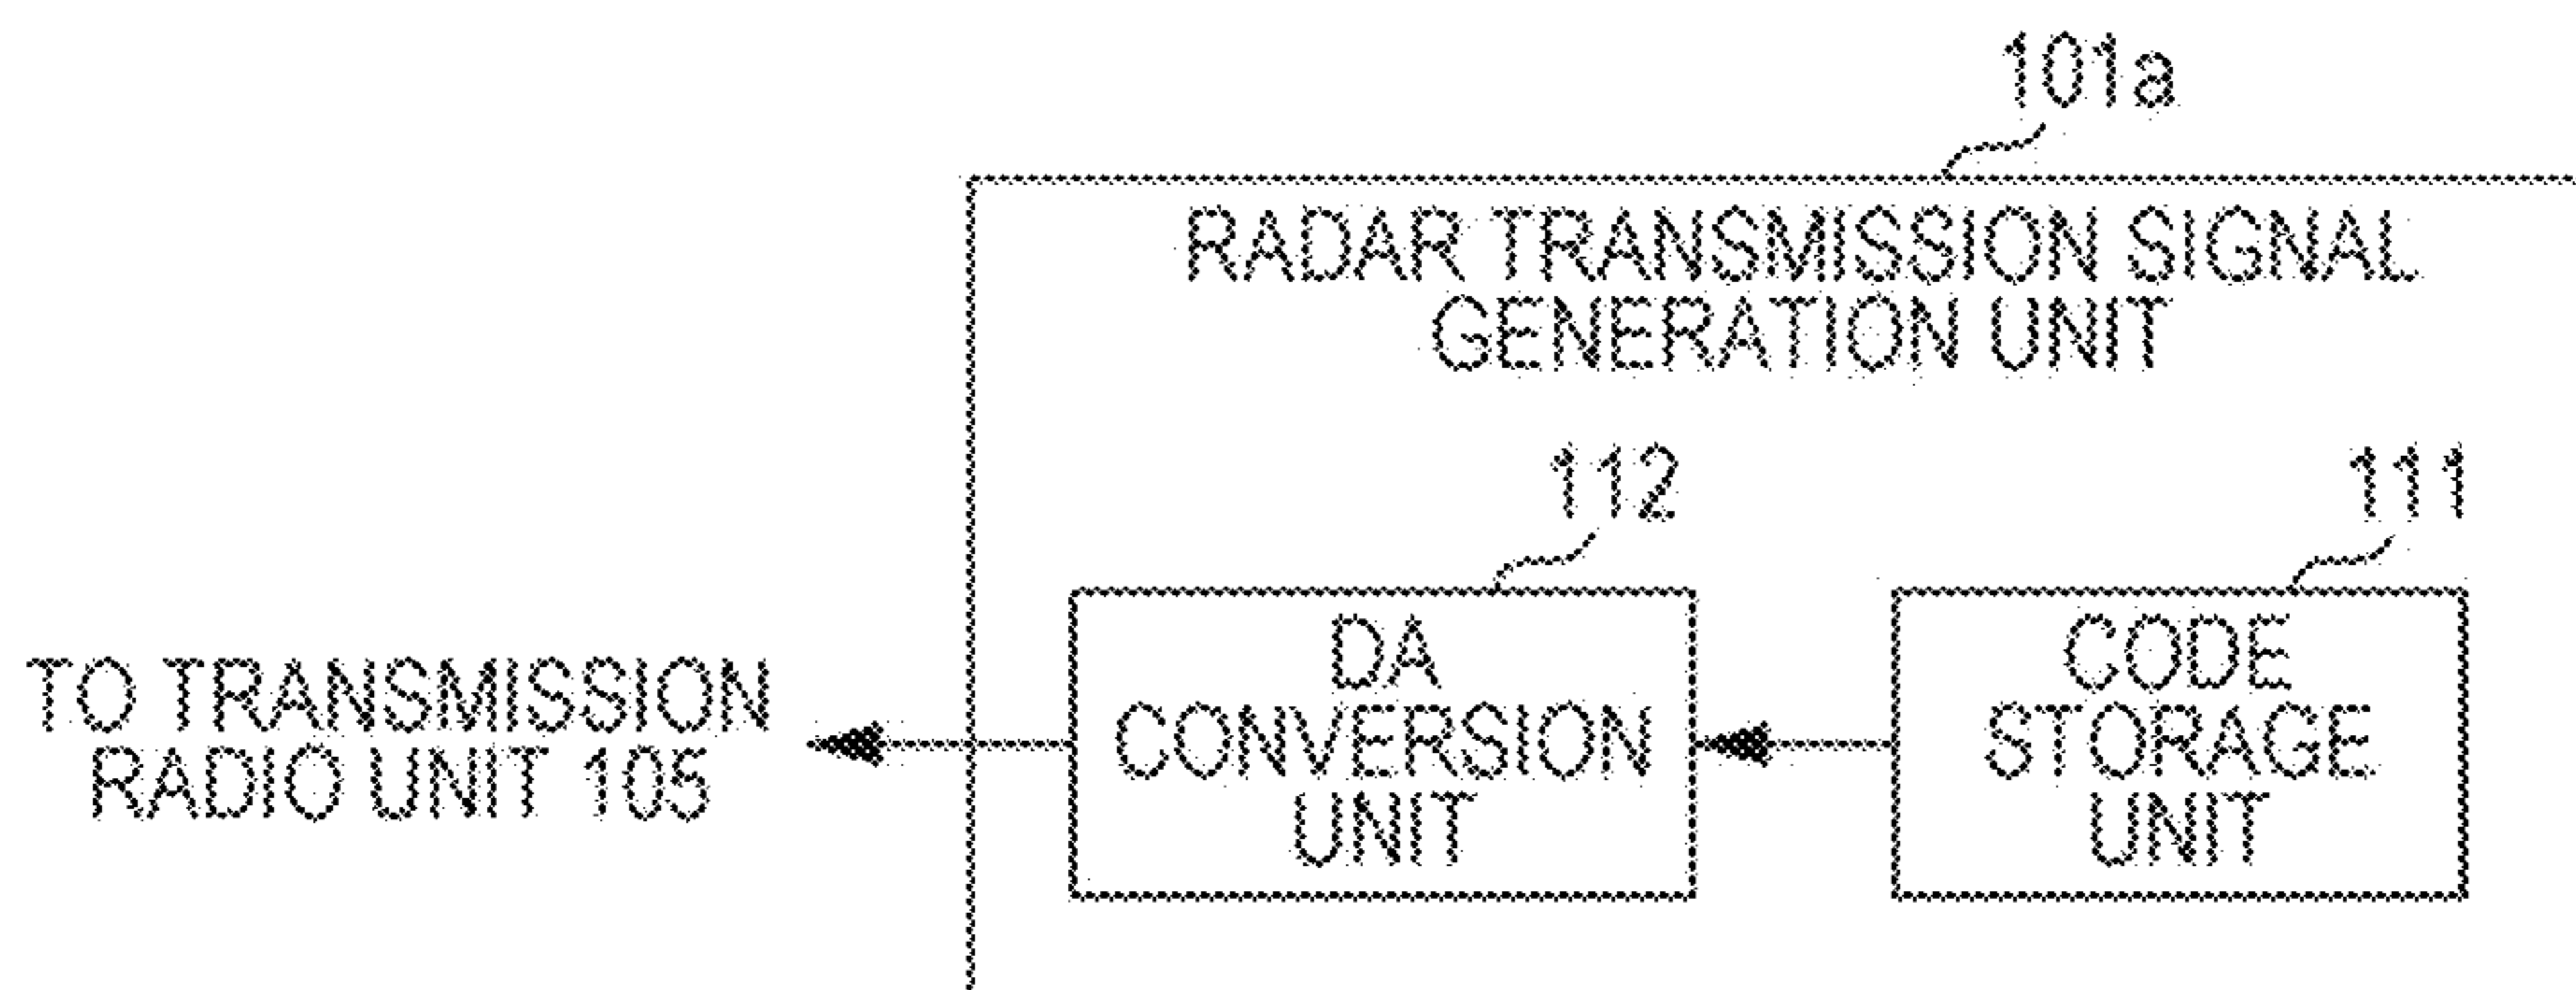 101a
RADAR TRANSMISSION SIGNAL
GENERATION UNIT
112
111
DA
CONVERSION
UNIT
CODE
STORAGE
UNIT
TO TRANSMISSION
RADIO UNIT 105